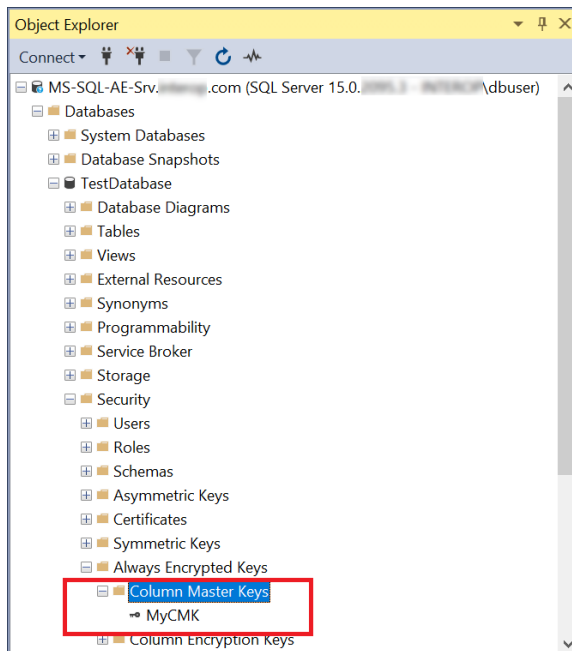 Object Explorer
Connect
MS-SQL-AE-Srv. .com (SQL Server 15.0. \dbuser)
Databases
System Databases
Database Snapshots
TestDatabase
Database Diagrams
Tables
Views
External Resources
Synonyms
Programmability
Service Broker
Storage
Security
Users
Roles
Schemas
Asymmetric Keys
Certificates
Symmetric Keys
Always Encrypted Keys
Column Master Keys
MyCMK
Column Encryption Keys